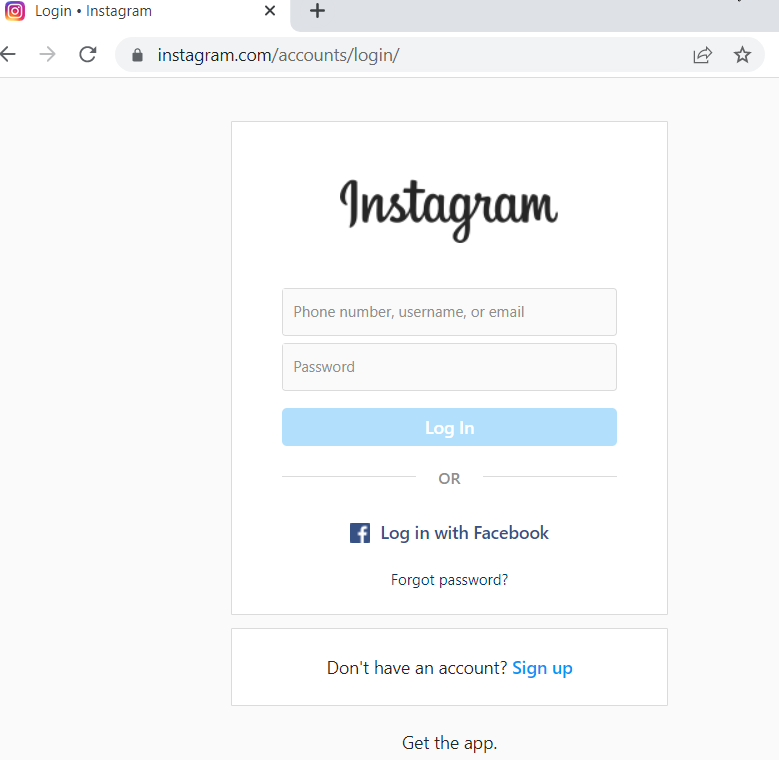 Login • Instagram
instagram.com/accounts/login/
Instagram
Phone number, username, or email
Password
Log In
OR
Log in with Facebook
Forgot password?
Don't have an account? Sign up
Get the app.